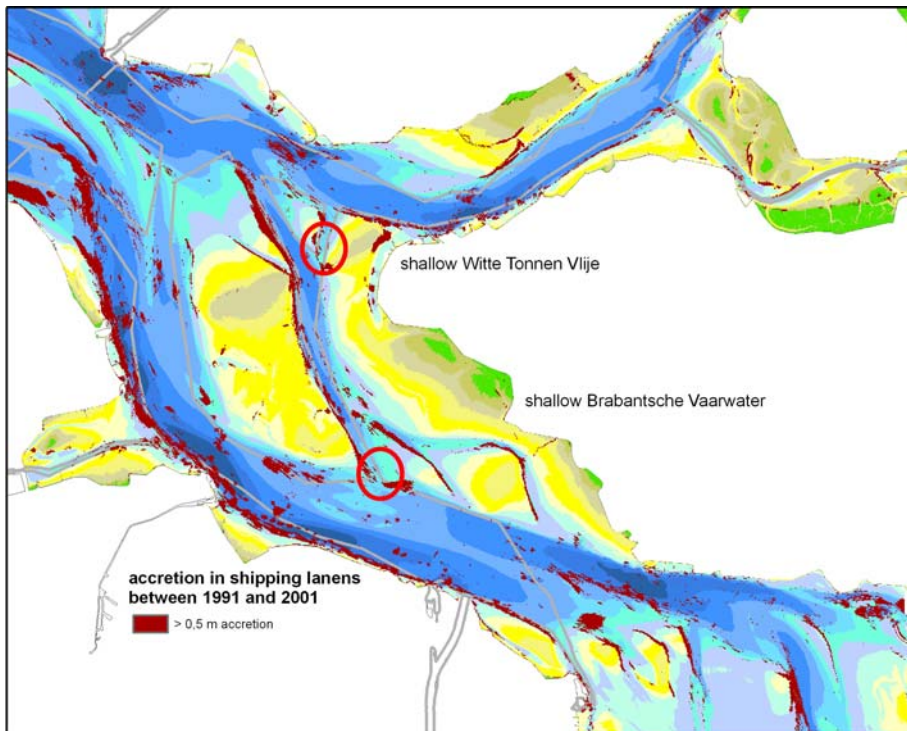 shallow Witte Tonnen Vlije
shallow Brabantsche Vaarwater
accretion in shipping lanens
between 1991 and 2001
> 0,5 m accretion